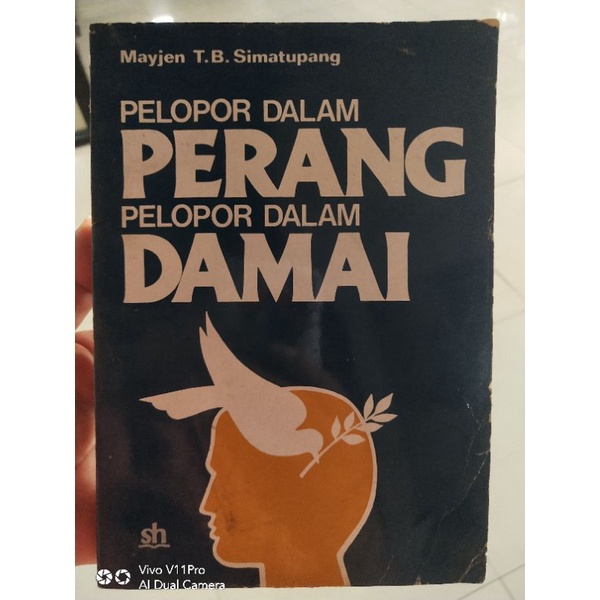 Mayjen T.B. Simatupang
PELOPOR DALAM
PERANG
PELOPOR DALAM
DAMAI
sh
Vivo V11Pro
AI Dual Camera